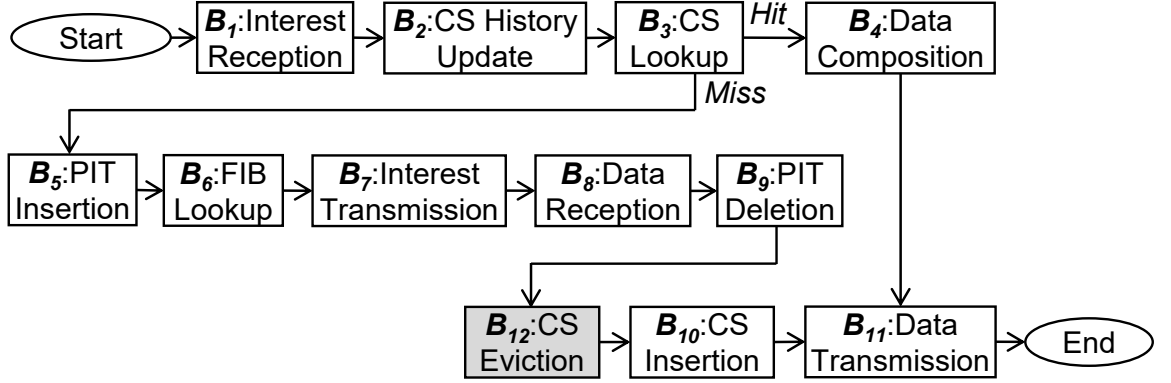 Start
B1:Interest
Reception
B2:CS History
Update
B3:CS
Lookup
Hit
B4:Data
Composition
Miss
B5:PIT
Insertion
B6:FIB
Lookup
B7:Interest
Transmission
B8:Data
Reception
B9:PIT
Deletion
B12:CS
Eviction
B10:CS
Insertion
B11:Data
Transmission
End